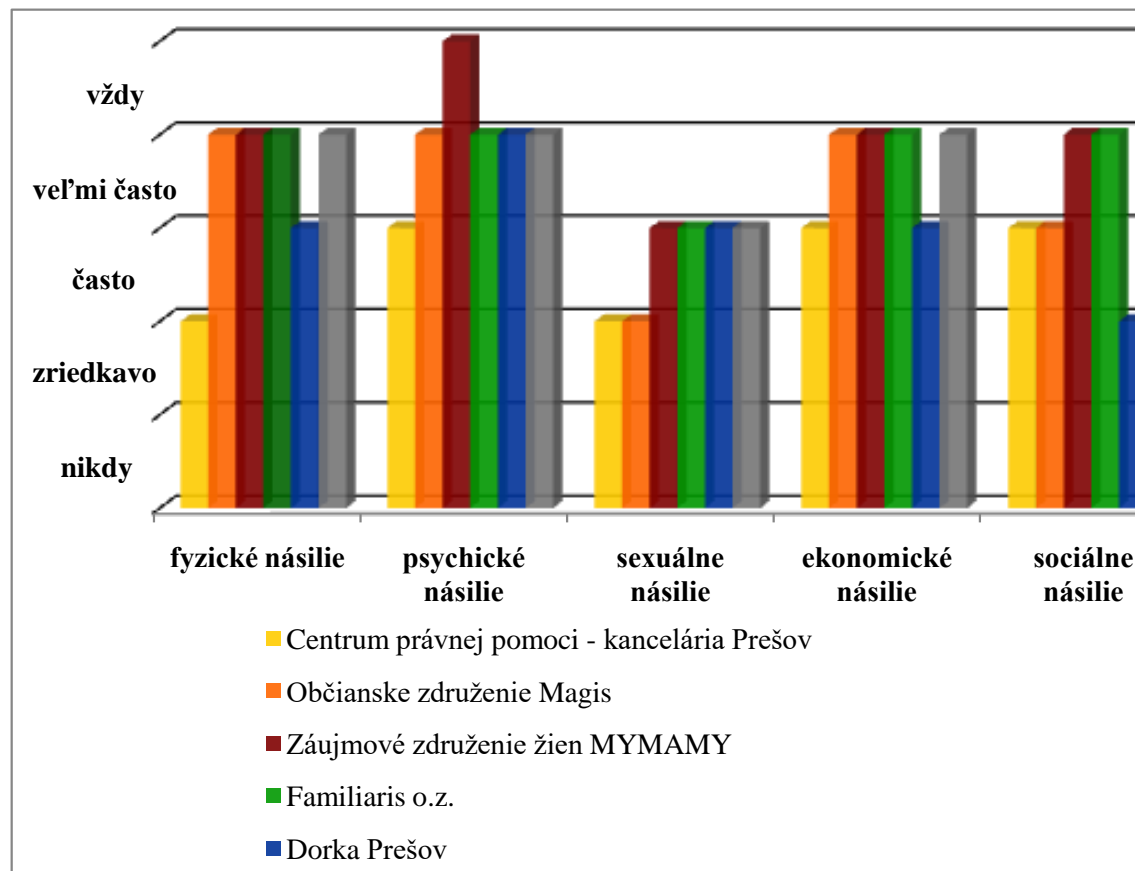 vždy
veľmi často
často
zriedkavo
nikdy
fyzické násilie
psychické
násilie
sexuálne
násilie
ekonomické
násilie
sociálne
násilie
Centrum právnej pomoci - kancelária Prešov
Občianske združenie Magis
Záujmové združenie žien MYMAMY
Familiaris o.z.
Dorka Prešov